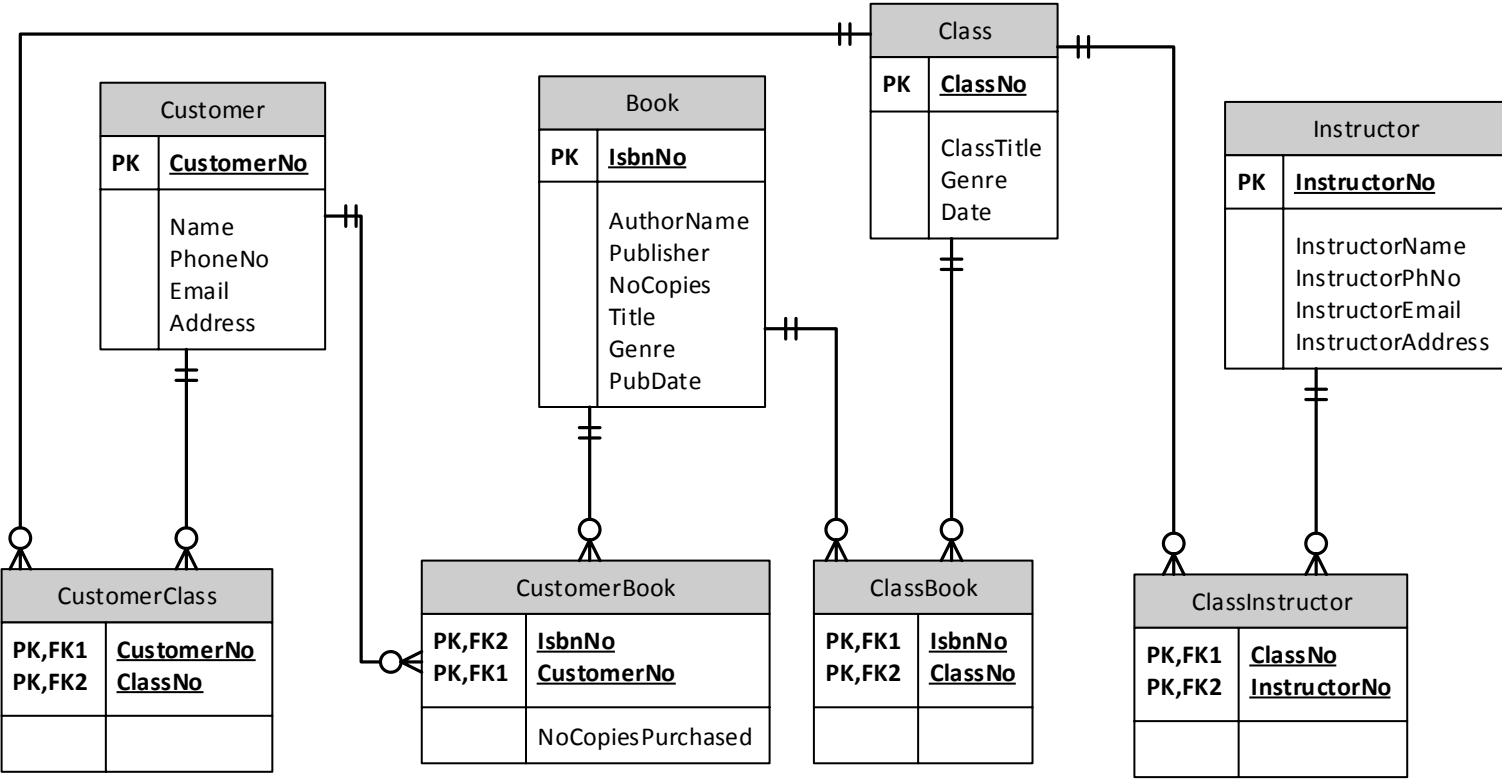 Class
PK ClassNo
ClassTitle
Genre
Date
Customer
PK CustomerNo
Name
PhoneNo
Email
Address
Book
PK IsbnNo
AuthorName
Publisher
NoCopies
Title
Genre
PubDate
Instructor
PK InstructorNo
InstructorName
InstructorPhNo
InstructorEmail
InstructorAddress
CustomerClass
PK,FK1 CustomerNo
PK,FK2 ClassNo
CustomerBook
PK,FK2 IsbnNo
PK,FK1 CustomerNo
NoCopiesPurchased
ClassBook
PK,FK1 IsbnNo
PK,FK2 ClassNo
ClassInstructor
PK,FK1 ClassNo
PK,FK2 InstructorNo